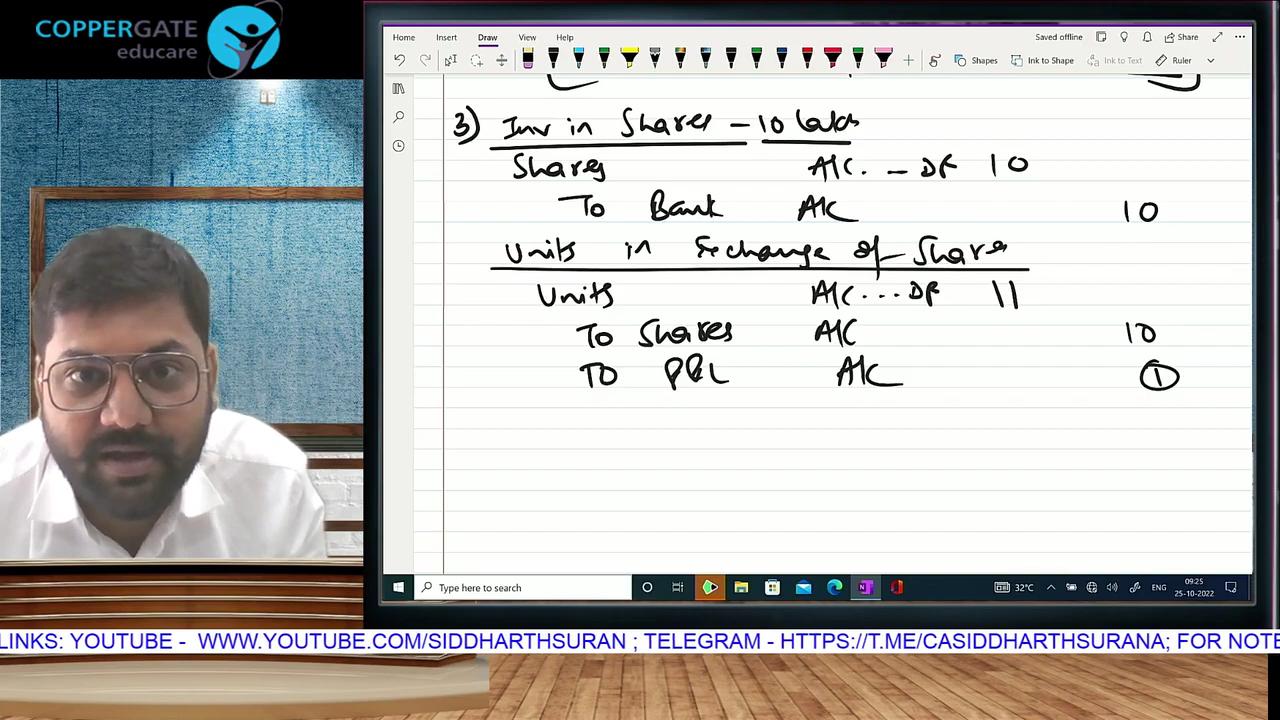 COPPERGATE
educare
Home Insert Draw View Help
Saved offline
Share
Shapes Ink to Shape Ink to Text Ruler
3) Inv in Shares - 10 lakhs
Shares A/C. - DR 10
To Bank A/C 10
Units in Exchange of Shares
Units A/C ... DR 11
To Shares A/C 10
To P&L A/C 1
Type here to search
32°C
ENG
09:25
25-10-2022
LINKS: YOUTUBE - WWW.YOUTUBE.COM/SIDDHARTHSURAN ; TELEGRAM - HTTPS://T.ME/CASIDDHARTHSURANA; FOR NOTE